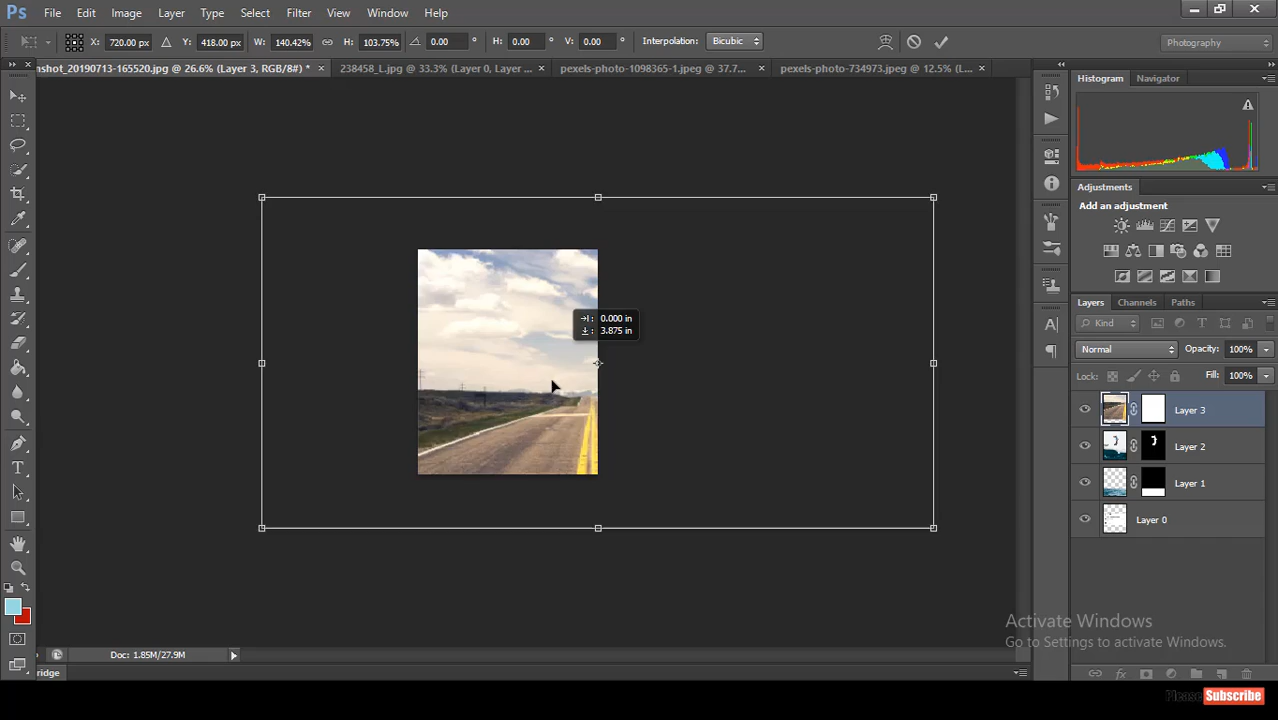 Ps File Edit Image Layer Type Select Filter View Window Help
X: 720.00 px Y: 418.00 px W: 140.42% H: 103.75% 0.00 ° H: 0.00 ° V: 0.00 ° Interpolation: Bicubic Photography
nshot_20190713-165520.jpg @ 26.6% (Layer 3, RGB/8#) * × 238458_L.jpg @ 33.3% (Layer 0, Layer ... × pexels-photo-1098365-1.jpeg @ 37.7... × pexels-photo-734973.jpeg @ 12.5% (L... ×
Histogram Navigator
Adjustments
Add an adjustment
Layers Channels Paths
Kind
Normal Opacity: 100%
Lock: Fill: 100%
0.000 in
3.875 in
Layer 3
Layer 2
Layer 1
Layer 0
Activate Windows
Go to Settings to activate Windows.
Doc: 1.85M/27.9M
ridge
Please Subscribe